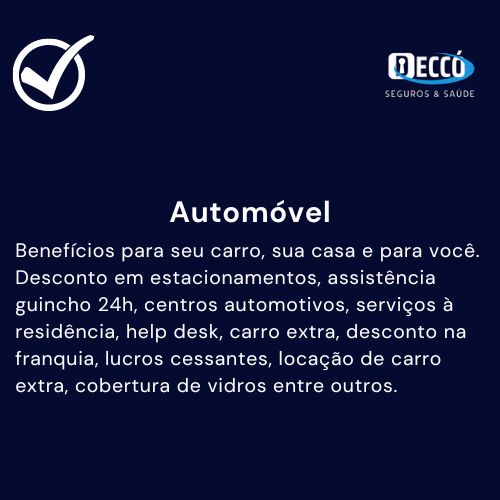 DECCÓ
SEGUROS & SAÚDE
Automóvel
Benefícios para seu carro, sua casa e para você.
Desconto em estacionamentos, assistência
guincho 24h, centros automotivos, serviços à
residência, help desk, carro extra, desconto na
franquia, lucros cessantes, locação de carro
extra, cobertura de vidros entre outros.